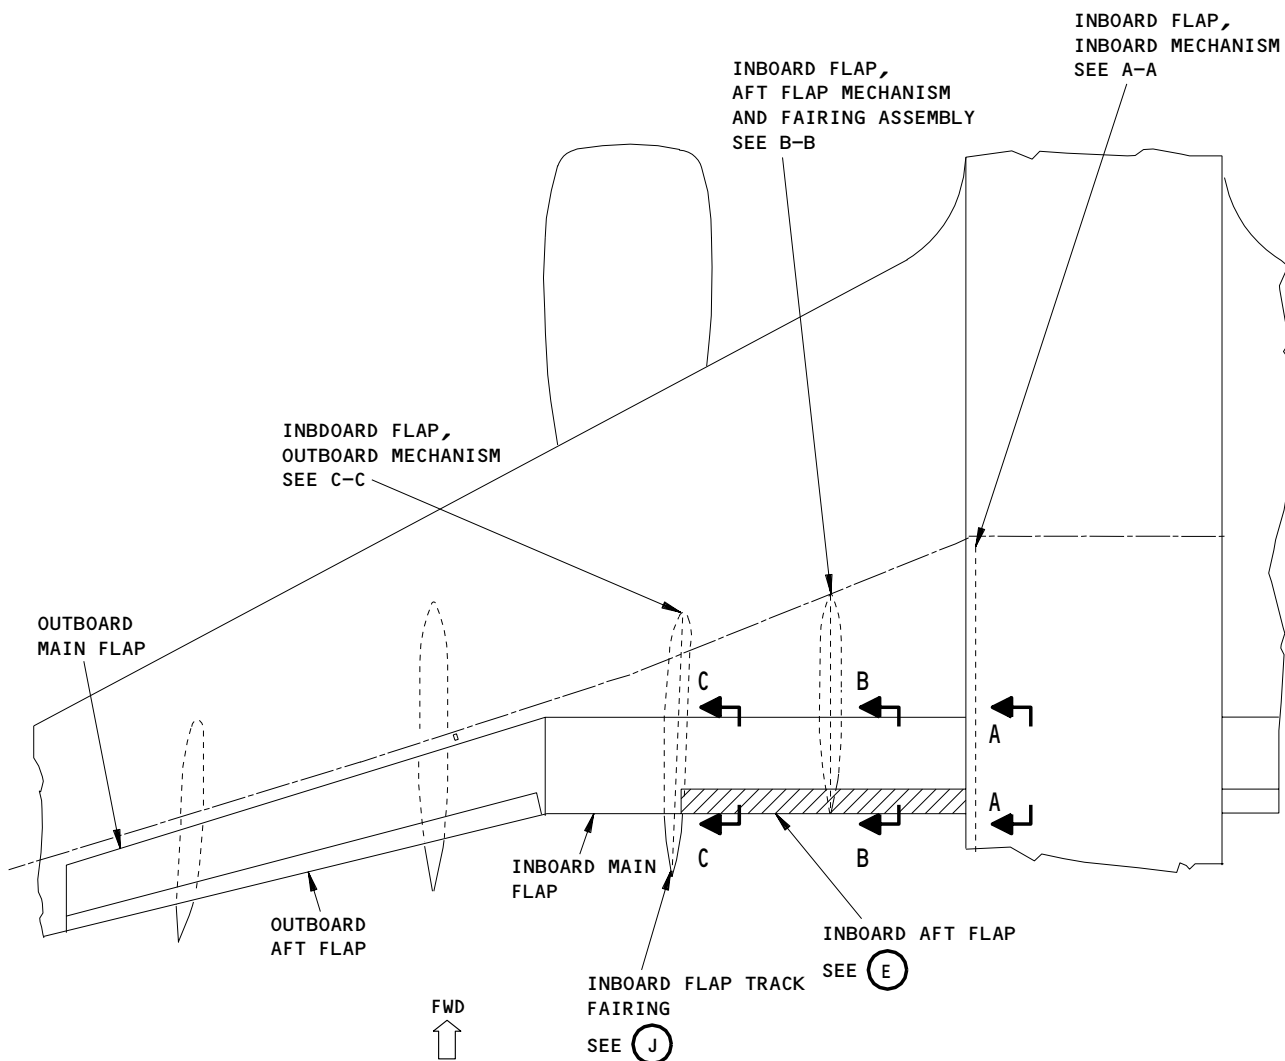 INBOARD FLAP,
INBOARD MECHANISM
SEE A-A
INBOARD FLAP,
AFT FLAP MECHANISM
AND FAIRING ASSEMBLY
SEE B-B
INBDOARD FLAP,
OUTBOARD MECHANISM
SEE C-C
OUTBOARD
MAIN FLAP
C
B
A
A
C
B
INBOARD MAIN
FLAP
OUTBOARD
AFT FLAP
INBOARD AFT FLAP
SEE E
INBOARD FLAP TRACK
FAIRING
SEE J
FWD